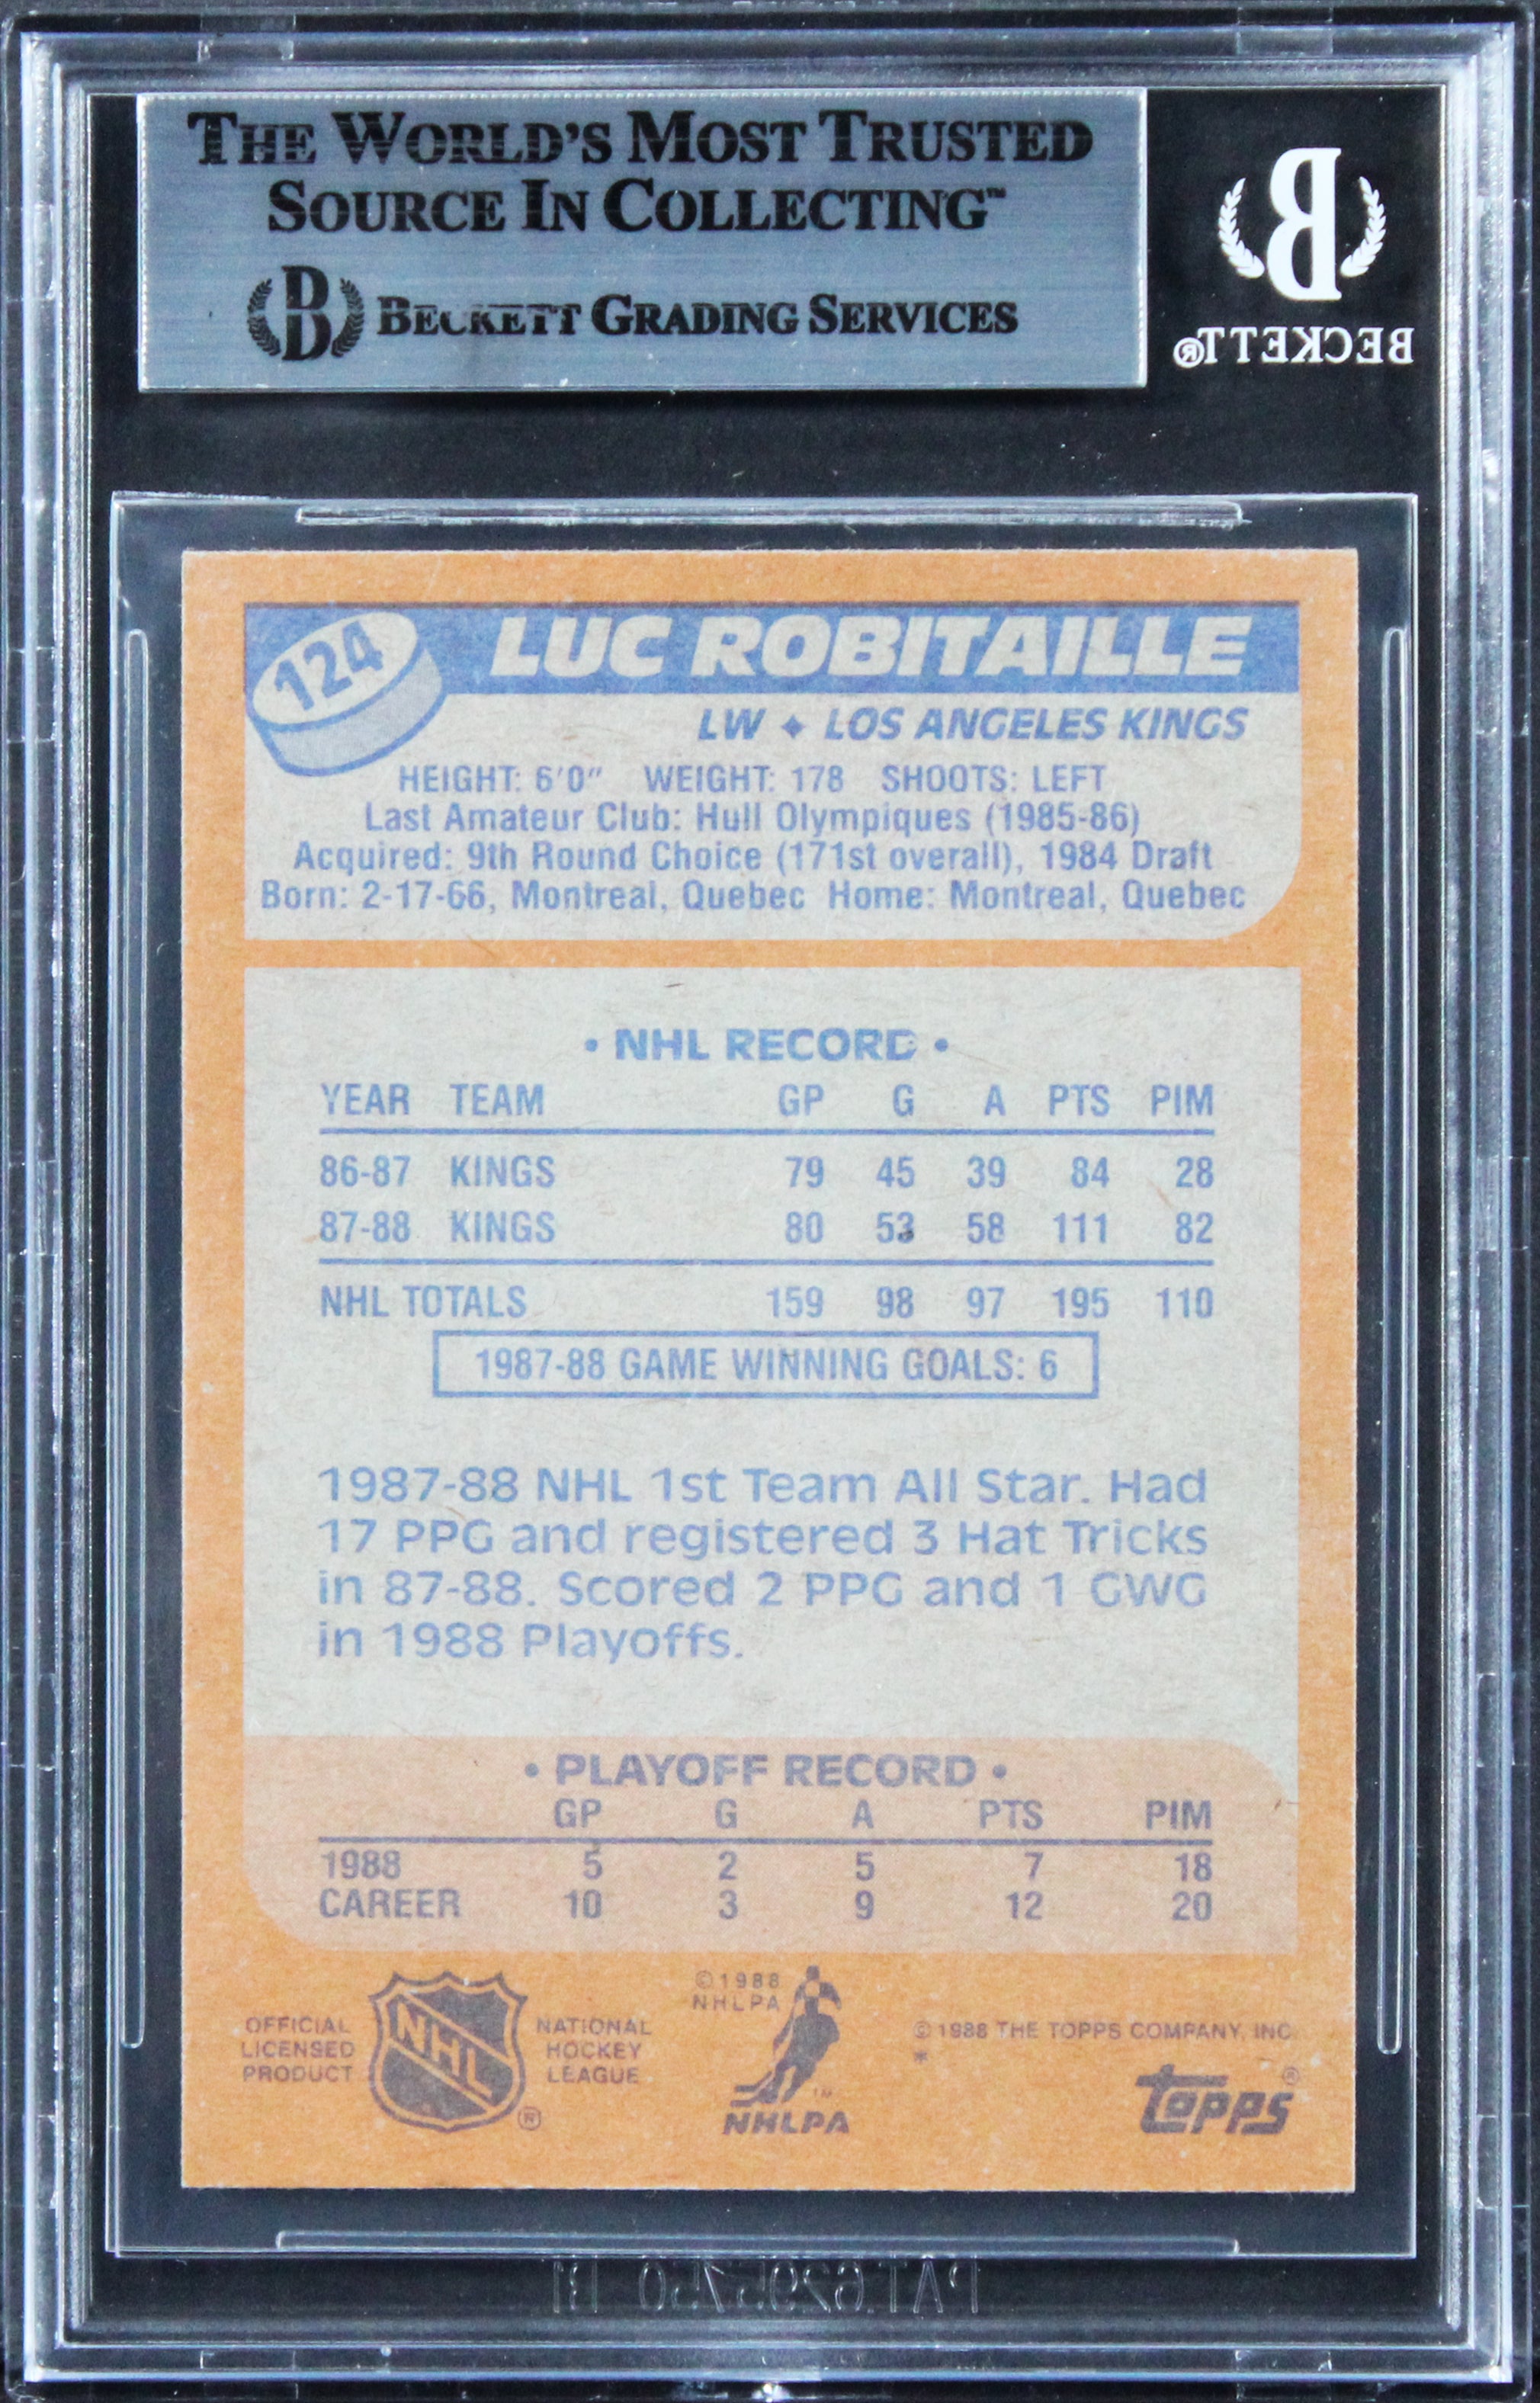 THE WORLD'S MOST TRUSTED
SOURCE IN COLLECTING™
B BECKETT GRADING SERVICES
B
BECKETT®
124
LUC ROBITAILLE
LW ✦ LOS ANGELES KINGS
HEIGHT: 6'0" WEIGHT: 178 SHOOTS: LEFT
Last Amateur Club: Hull Olympiques (1985-86)
Acquired: 9th Round Choice (171st overall), 1984 Draft
Born: 2-17-66, Montreal, Quebec Home: Montreal, Quebec
• NHL RECORD •
YEAR TEAM GP G A PTS PIM
86-87 KINGS 79 45 39 84 28
87-88 KINGS 80 53 58 111 82
NHL TOTALS 159 98 97 195 110
1987-88 GAME WINNING GOALS: 6
1987-88 NHL 1st Team All Star. Had
17 PPG and registered 3 Hat Tricks
in 87-88. Scored 2 PPG and 1 GWG
in 1988 Playoffs.
• PLAYOFF RECORD •
GP G A PTS PIM
1988 5 2 5 7 18
CAREER 10 3 9 12 20
OFFICIAL
LICENSED
PRODUCT
NHL
®
NATIONAL
HOCKEY
LEAGUE
©1988
NHLPA
™
NHLPA
© 1988 THE TOPPS COMPANY, INC.
*
topps®